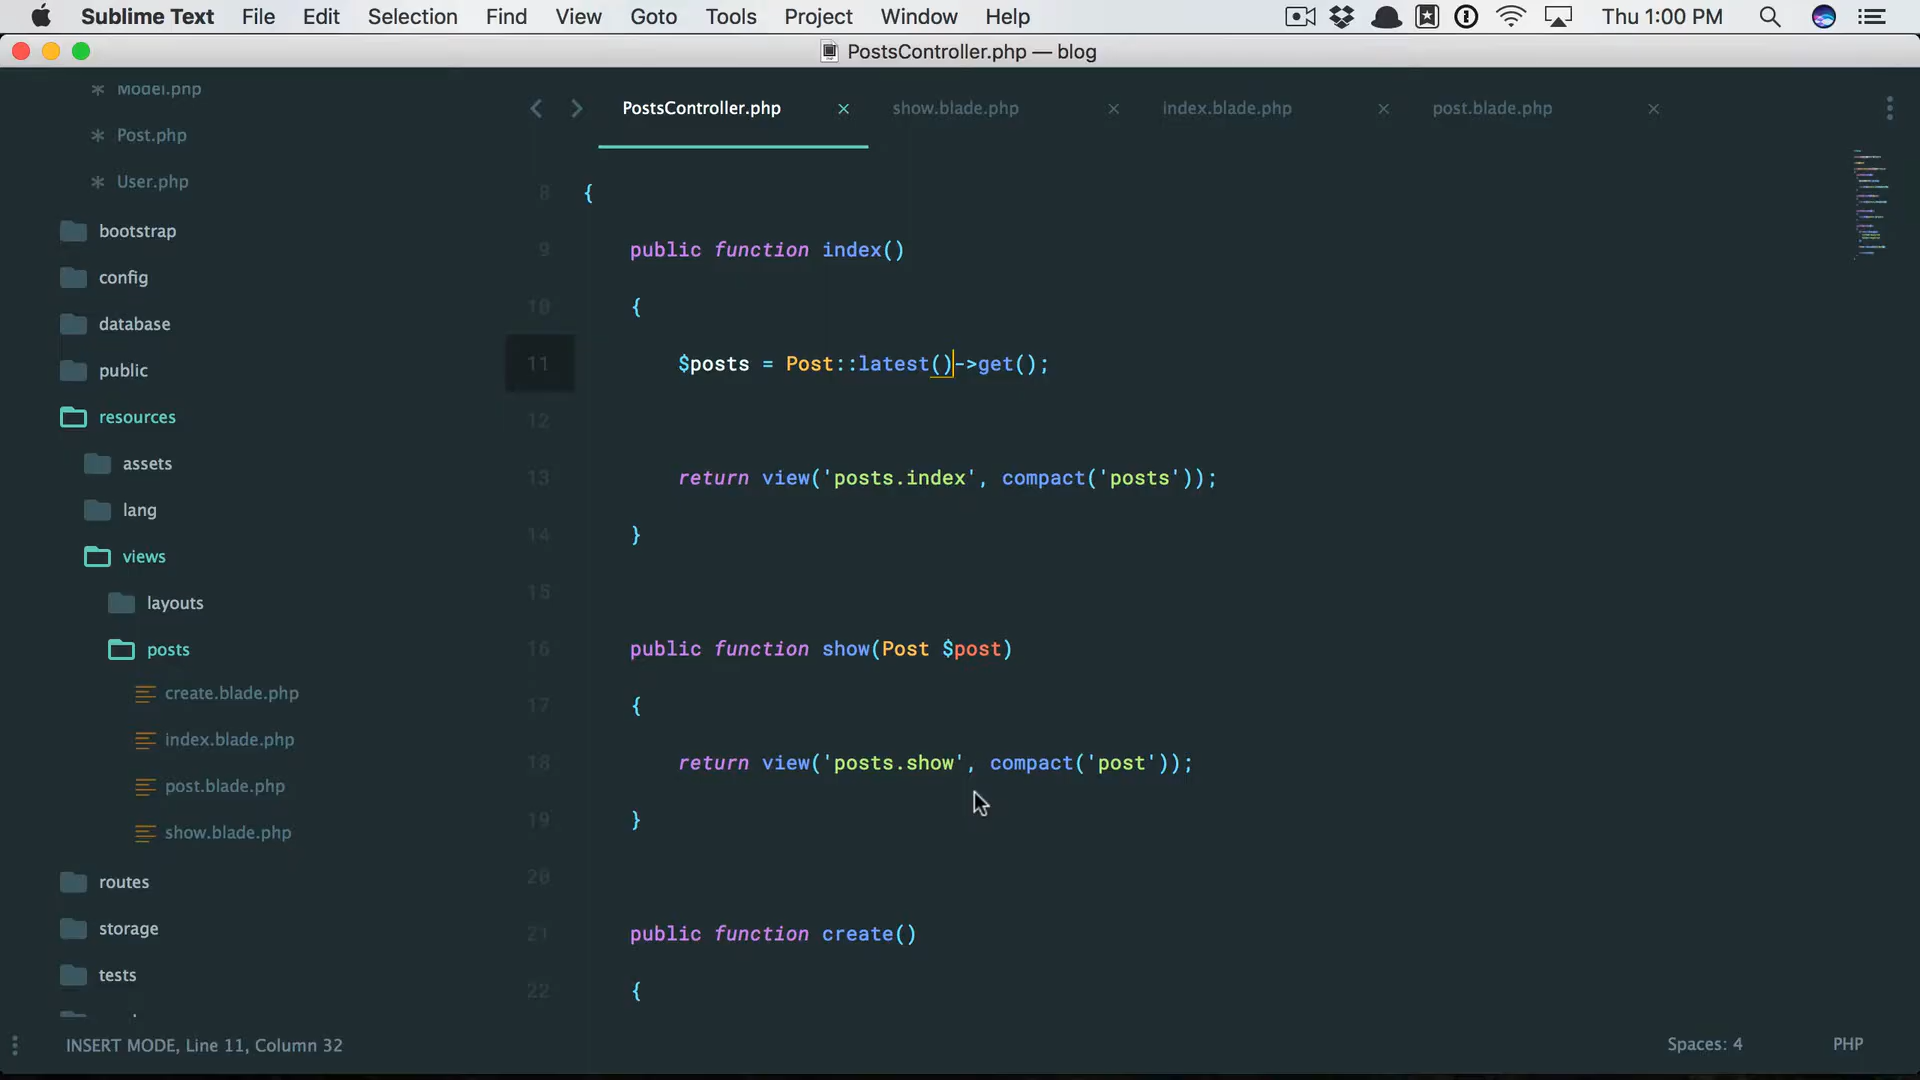 Sublime Text File Edit Selection Find View Goto Tools Project Window Help Thu 1:00 PM
PostsController.php — blog
Model.php
* Post.php
* User.php
bootstrap
config
database
public
resources
assets
lang
views
layouts
posts
create.blade.php
index.blade.php
post.blade.php
show.blade.php
routes
storage
tests
PostsController.php × show.blade.php × index.blade.php × post.blade.php ×
8 {
9 public function index()
10 {
11 $posts = Post::latest()->get();
12
13 return view('posts.index', compact('posts'));
14 }
15
16 public function show(Post $post)
17 {
18 return view('posts.show', compact('post'));
19 }
20
21 public function create()
22 {
INSERT MODE, Line 11, Column 32 Spaces: 4 PHP